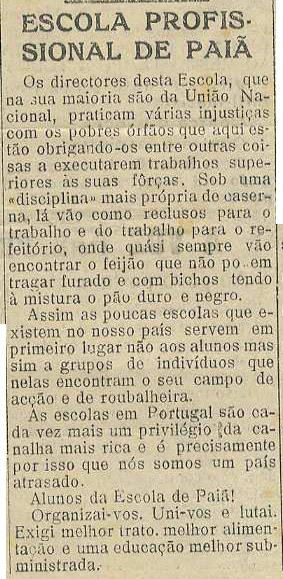 ESCOLA PROFIS-
SIONAL DE PAIÃ
Os directores desta Escola, que
na sua maioria são da União Na-
cional, praticam várias injustiças
com os pobres órfãos que aqui es-
tão obrigando-os entre outras coi-
sas a executarem trabalhos supe-
riores às suas fôrças. Sob uma
«disciplina» mais própria de caser-
na, lá vão como reclusos para o
trabalho e do trabalho para o re-
feitório, onde quási sempre vão
encontrar o feijão que não po em
tragar furado e com bichos tendo
à mistura o pão duro e negro.
Assim as poucas escolas que e-
xistem no nosso país servem em
primeiro lugar não aos alunos mas
sim a grupos de indivíduos que
nelas encontram o seu campo de
acção e de roubalheira.
As escolas em Portugal são ca-
da vez mais um privilégio da
canalha mais rica e é precisamente
por isso que nós somos um país
atrasado.
Alunos da Escola de Paiã!
Organizai-vos. Uni-vos e lutai.
Exigi melhor trato. melhor alimen-
tação e uma educação melhor sub-
ministrada.